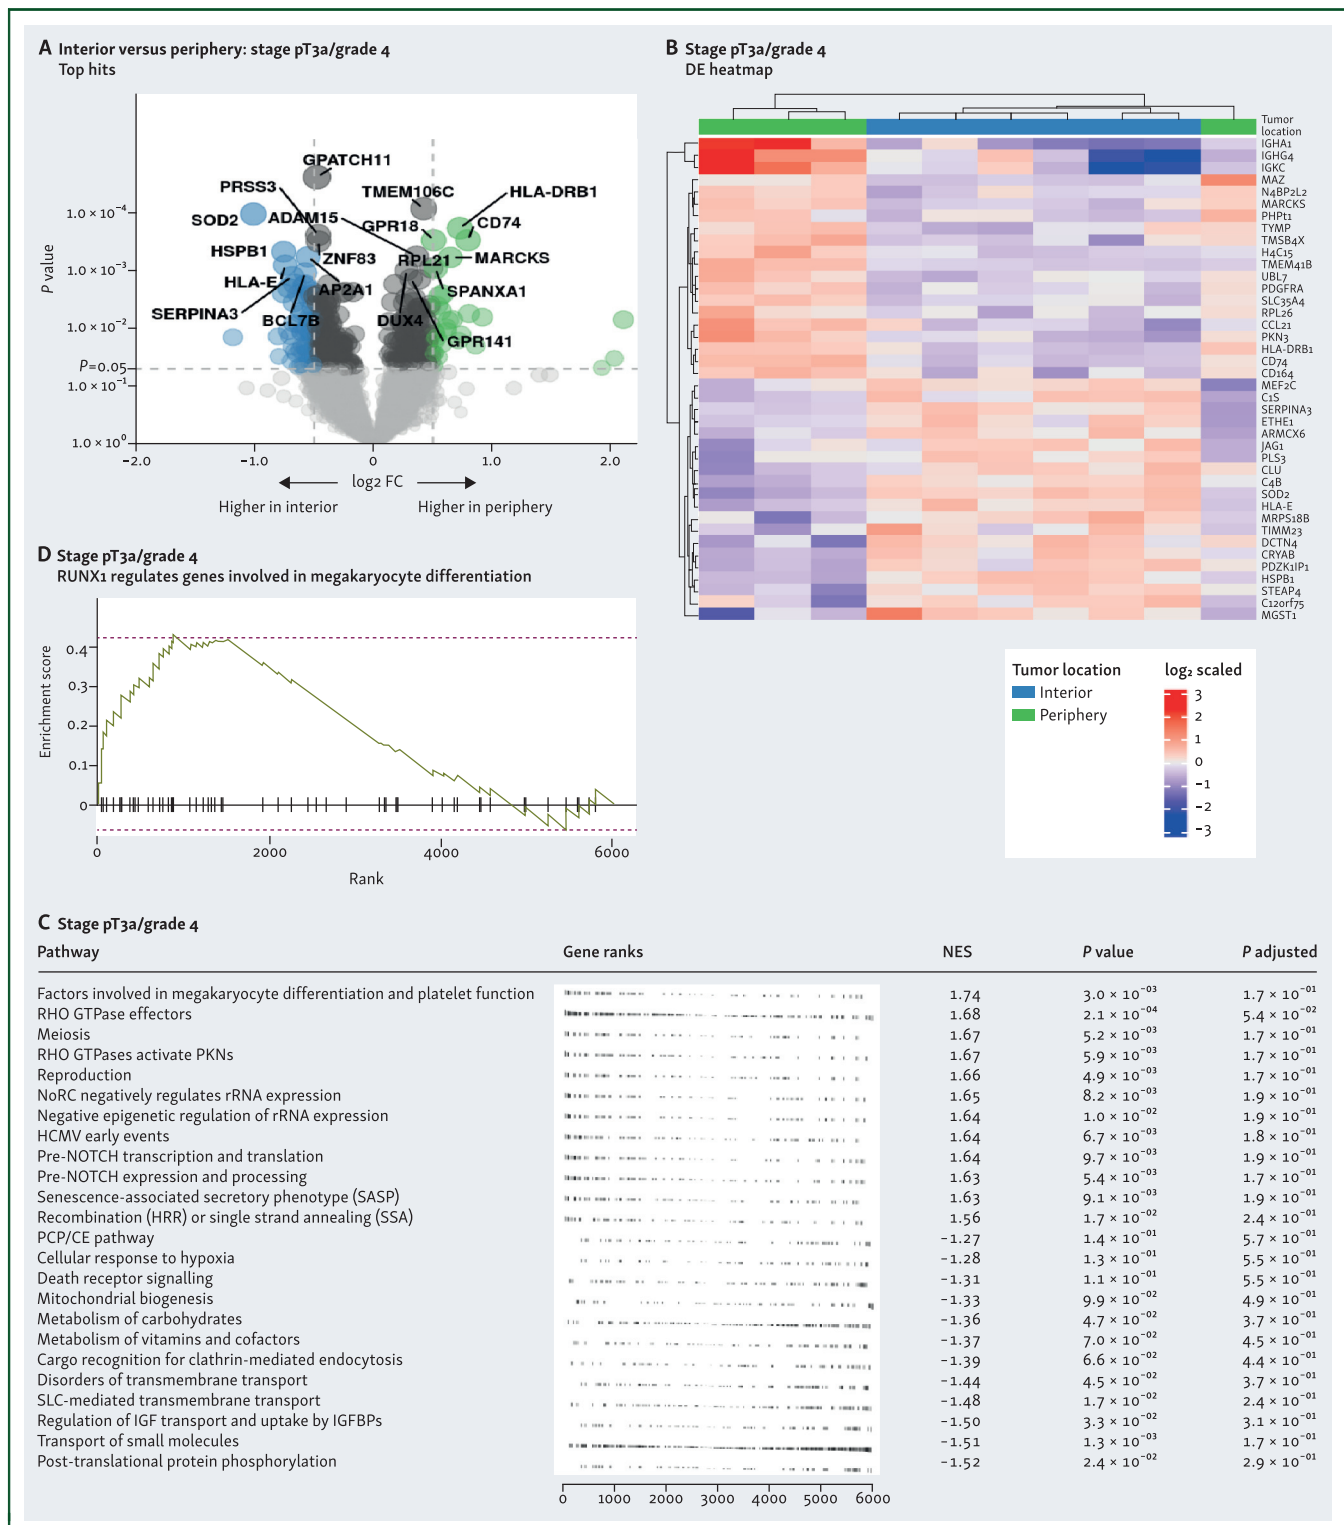 A Interior versus periphery: stage pT3a/grade 4
Top hits
GPATCH11
PRSS3
TMEM106C
HLA-DRB1
SOD2
ADAM15
GPR18
CD74
HSPB1
ZNF83
RPL21
MARCKS
HLA-E
AP2A1
SPANXA1
SERPINA3
BCL7B
DUX4
GPR141
P value
1.0 × 10⁻⁴
1.0 × 10⁻³
1.0 × 10⁻²
P=0.05
1.0 × 10⁻¹
1.0 × 10⁰
−2.0 −1.0 0 1.0 2.0
log2 FC
Higher in interior Higher in periphery
B Stage pT3a/grade 4
DE heatmap
Tumor
location
IGHA1
IGHG4
IGKC
MAZ
N4BP2L2
MARCKS
PHPt1
TYMP
TMSB4X
H4C15
TMEM41B
UBL7
PDGFRA
SLC35A4
RPL26
CCL21
PKN3
HLA-DRB1
CD74
CD164
MEF2C
C1S
SERPINA3
ETHE1
ARMCX6
JAG1
PLS3
CLU
C4B
SOD2
HLA-E
MRPS18B
TIMM23
DCTN4
CRYAB
PDZK1IP1
HSPB1
STEAP4
C12orf75
MGST1
Tumor location
Interior
Periphery
log₂ scaled
3
2
1
0
−1
−2
−3
D Stage pT3a/grade 4
RUNX1 regulates genes involved in megakaryocyte differentiation
Enrichment score
0.4
0.3
0.2
0.1
0
0 2000 4000 6000
Rank
C Stage pT3a/grade 4
Pathway Gene ranks NES P value P adjusted
Factors involved in megakaryocyte differentiation and platelet function 1.74 3.0 × 10⁻⁰³ 1.7 × 10⁻⁰¹
RHO GTPase effectors 1.68 2.1 × 10⁻⁰⁴ 5.4 × 10⁻⁰²
Meiosis 1.67 5.2 × 10⁻⁰³ 1.7 × 10⁻⁰¹
RHO GTPases activate PKNs 1.67 5.9 × 10⁻⁰³ 1.7 × 10⁻⁰¹
Reproduction 1.66 4.9 × 10⁻⁰³ 1.7 × 10⁻⁰¹
NoRC negatively regulates rRNA expression 1.65 8.2 × 10⁻⁰³ 1.9 × 10⁻⁰¹
Negative epigenetic regulation of rRNA expression 1.64 1.0 × 10⁻⁰² 1.9 × 10⁻⁰¹
HCMV early events 1.64 6.7 × 10⁻⁰³ 1.8 × 10⁻⁰¹
Pre-NOTCH transcription and translation 1.64 9.7 × 10⁻⁰³ 1.9 × 10⁻⁰¹
Pre-NOTCH expression and processing 1.63 5.4 × 10⁻⁰³ 1.7 × 10⁻⁰¹
Senescence-associated secretory phenotype (SASP) 1.63 9.1 × 10⁻⁰³ 1.9 × 10⁻⁰¹
Recombination (HRR) or single strand annealing (SSA) 1.56 1.7 × 10⁻⁰² 2.4 × 10⁻⁰¹
PCP/CE pathway −1.27 1.4 × 10⁻⁰¹ 5.7 × 10⁻⁰¹
Cellular response to hypoxia −1.28 1.3 × 10⁻⁰¹ 5.5 × 10⁻⁰¹
Death receptor signalling −1.31 1.1 × 10⁻⁰¹ 5.5 × 10⁻⁰¹
Mitochondrial biogenesis −1.33 9.9 × 10⁻⁰² 4.9 × 10⁻⁰¹
Metabolism of carbohydrates −1.36 4.7 × 10⁻⁰² 3.7 × 10⁻⁰¹
Metabolism of vitamins and cofactors −1.37 7.0 × 10⁻⁰² 4.5 × 10⁻⁰¹
Cargo recognition for clathrin-mediated endocytosis −1.39 6.6 × 10⁻⁰² 4.4 × 10⁻⁰¹
Disorders of transmembrane transport −1.44 4.5 × 10⁻⁰² 3.7 × 10⁻⁰¹
SLC-mediated transmembrane transport −1.48 1.7 × 10⁻⁰² 2.4 × 10⁻⁰¹
Regulation of IGF transport and uptake by IGFBPs −1.50 3.3 × 10⁻⁰² 3.1 × 10⁻⁰¹
Transport of small molecules −1.51 1.3 × 10⁻⁰³ 1.7 × 10⁻⁰¹
Post-translational protein phosphorylation −1.52 2.4 × 10⁻⁰² 2.9 × 10⁻⁰¹
0 1000 2000 3000 4000 5000 6000